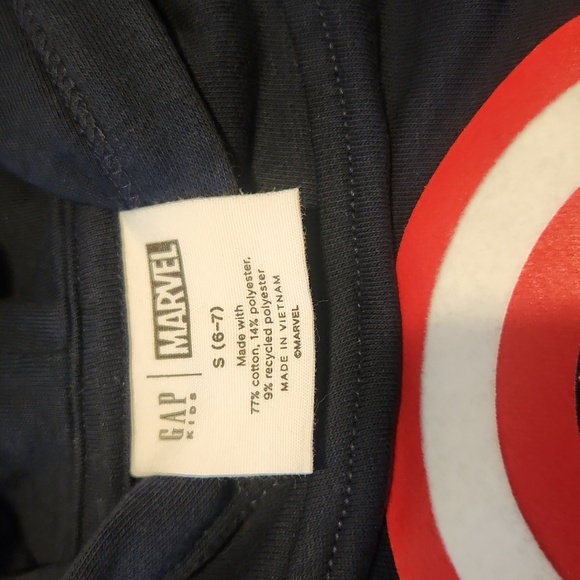 GAP | MARVEL
KIDS
S (6-7)
Made with
77% cotton, 14% polyester,
9% recycled polyester
MADE IN VIETNAM
©MARVEL